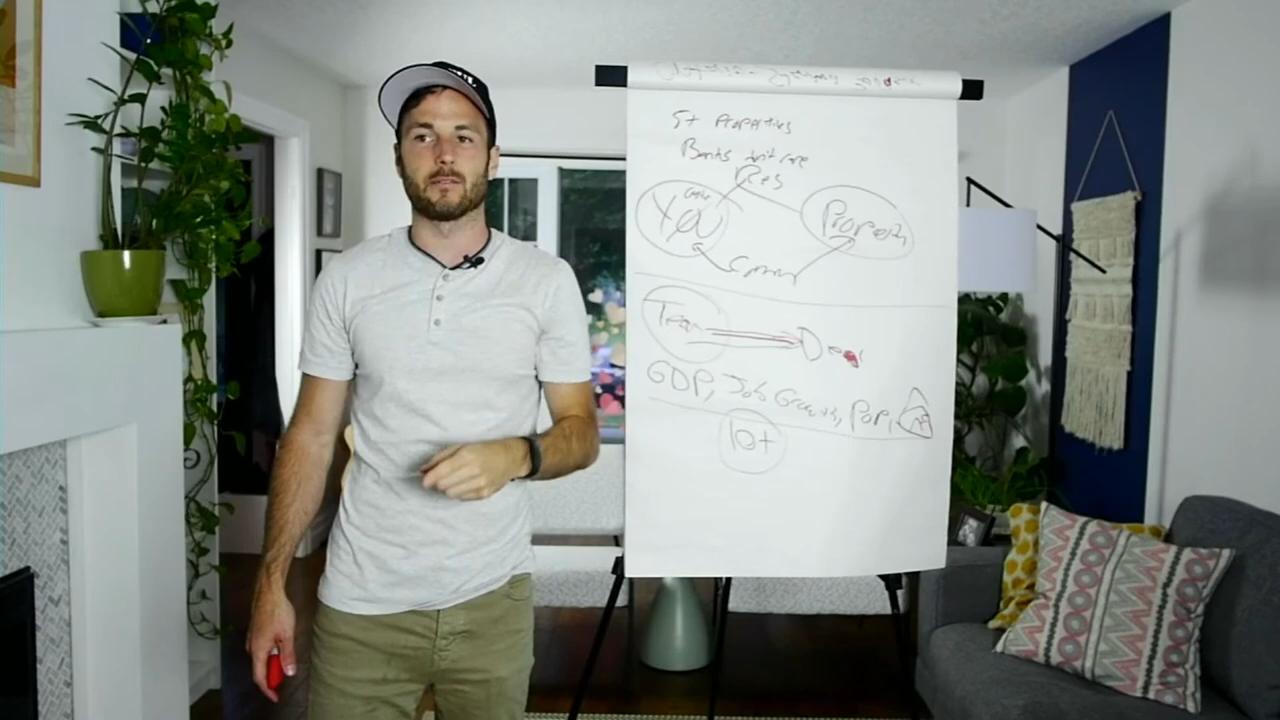 5+ Properties
Banks don't care
Res
You
Property
Comm
Team Deal
GDP, Job Growth, POP,
10+